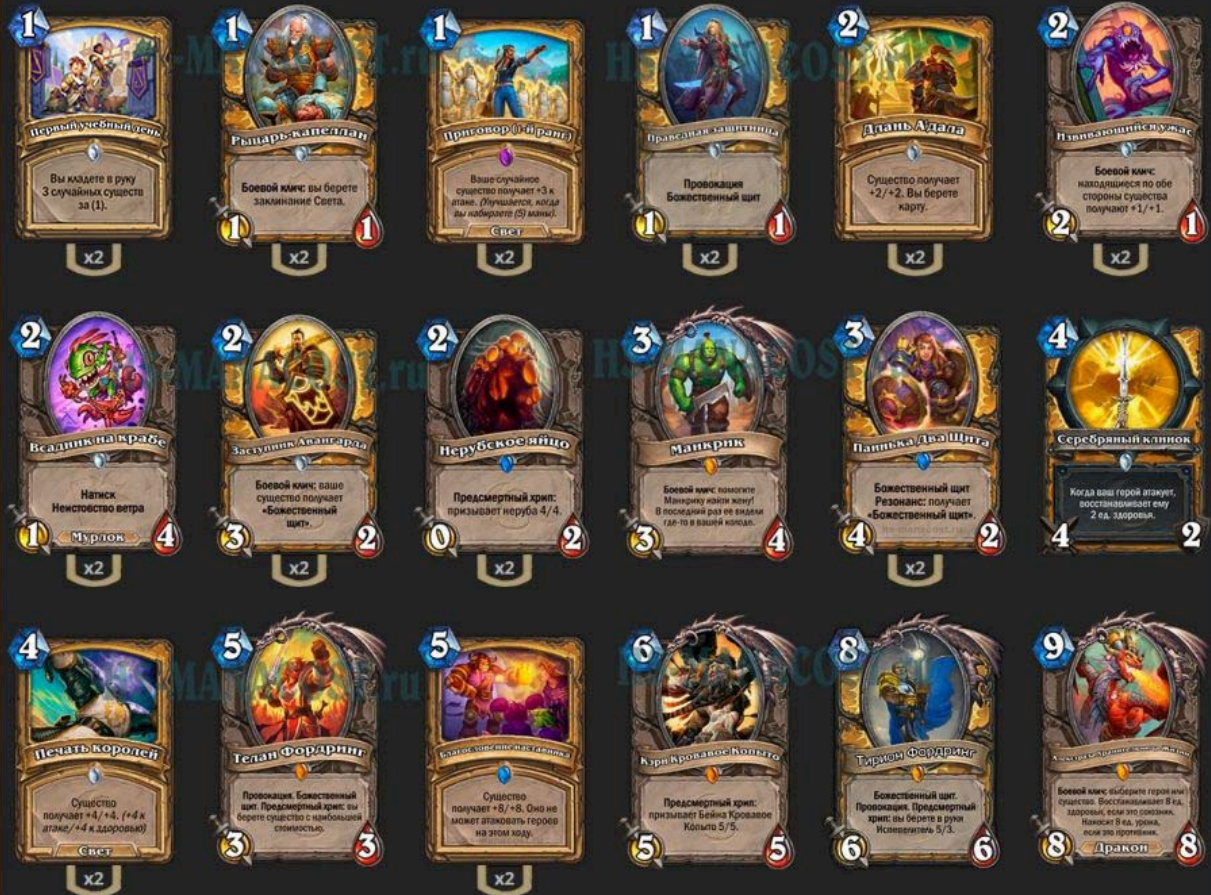 1
Первый учебный день
Вы кладете в руку
3 случайных существ
за (1).
x2
1
Рыцарь-капеллан
Боевой клич: вы берете
заклинание Света.
1
1
x2
1
Приговор (1-й ранг)
Ваше случайное
существо получает +3 к
атаке. (Улучшается, когда
вы набираете (5) маны).
Свет
x2
1
Праведная защитница
Провокация
Божественный щит
1
1
x2
2
Длань А'дала
Существо получает
+2/+2. Вы берете
карту.
x2
2
Извивающийся ужас
Боевой клич:
находящиеся по обе
стороны существа
получают +1/+1.
2
1
x2
2
Всадник на крабе
Натиск
Неистовство ветра
1
Мурлок
4
x2
2
Заступник Авангарда
Боевой клич: ваше
существо получает
«Божественный
щит».
3
2
x2
2
Нерубское яйцо
Предсмертный хрип:
призывает неруба 4/4.
0
2
x2
3
Манкрик
Боевой клич: помогите
Манкрику найти жену!
В последний раз ее видели
где-то в вашей колоде.
3
4
3
Паинька Два Щита
Божественный щит
Резонанс: получает
«Божественный щит».
4
2
x2
4
Серебряный клинок
Когда ваш герой атакует,
восстанавливает ему
2 ед. здоровья.
4
2
4
Печать королей
Существо
получает +4/+4. (+4 к
атаке/+4 к здоровью)
Свет
x2
5
Телан Фордринг
Провокация. Божественный
щит. Предсмертный хрип: вы
берете существо с наибольшей
стоимостью.
3
3
5
Благословение наставника
Существо
получает +8/+8. Оно не
может атаковать героев
на этом ходу.
x2
6
Кэрн Кровавое Копыто
Предсмертный хрип:
призывает Бейна Кровавое
Копыто 5/5.
5
5
8
Тирион Фордринг
Божественный щит.
Провокация. Предсмертный
хрип: вы берете в руки
Испепелитель 5/3.
6
6
9
Алекстраза Хранительница Жизни
Боевой клич: выберите героя или
существо. Восстанавливает 8 ед.
здоровья, если это союзник.
Наносит 8 ед. урона,
если это противник.
8
Дракон
8